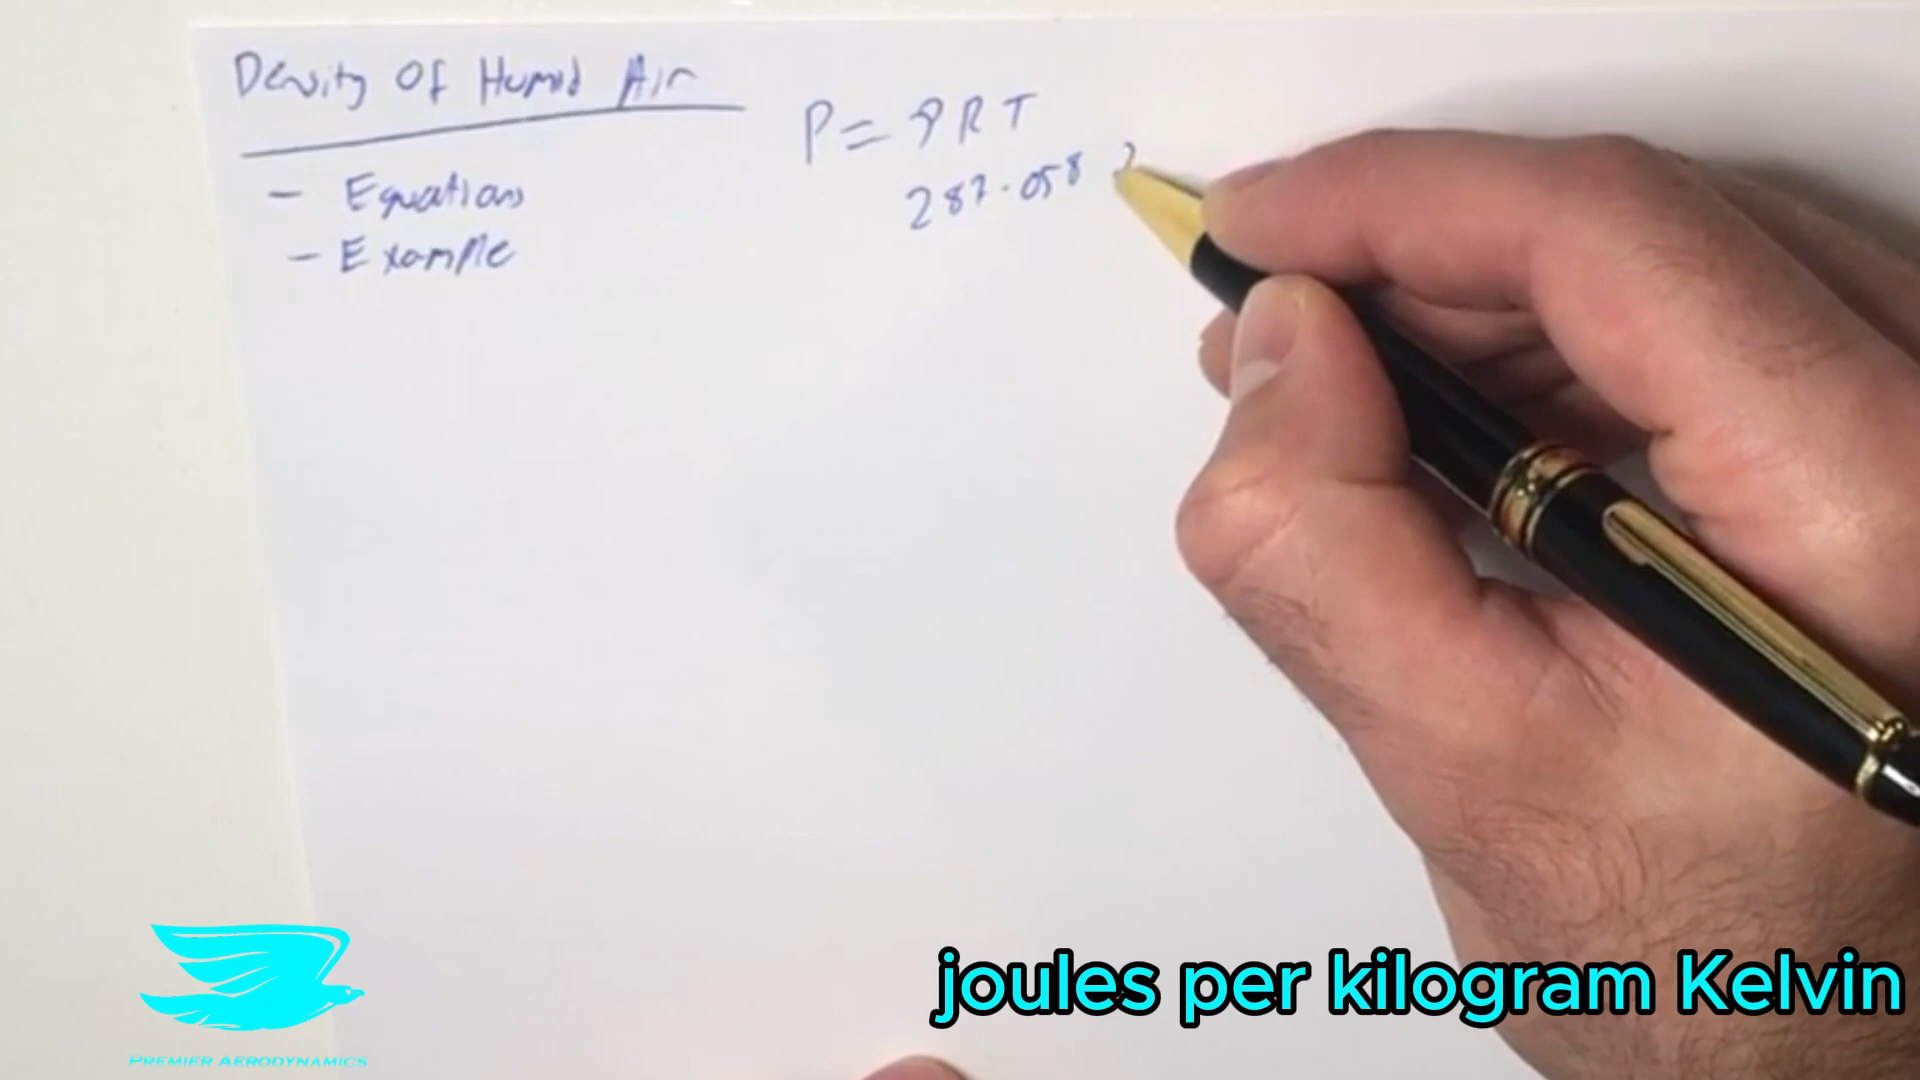 Density Of Humid Air
- Equations
- Example
P = ρRT
287.058 J
joules per kilogram Kelvin
PREMIER AERODYNAMICS